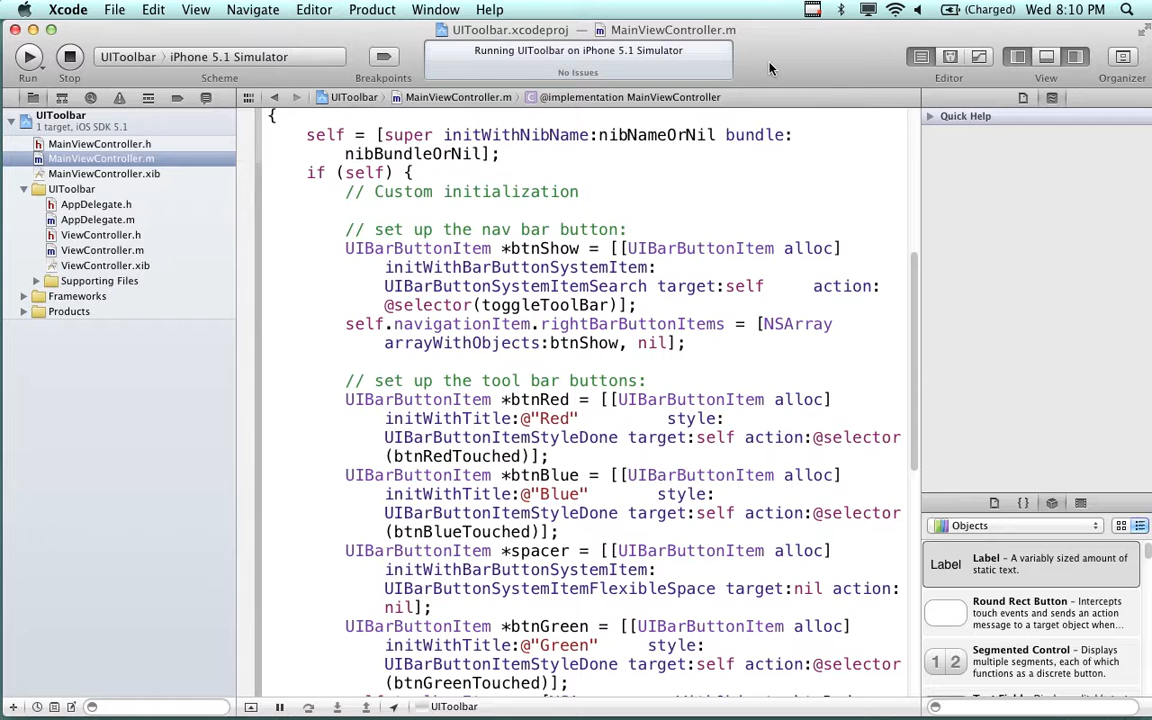 Xcode File Edit View Navigate Editor Product Window Help (Charged) Wed 8:10 PM
UIToolbar.xcodeproj — MainViewController.m
Running UIToolbar on iPhone 5.1 Simulator
No Issues
UIToolbar › iPhone 5.1 Simulator
Run Stop Scheme Breakpoints Editor View Organizer
UIToolbar › MainViewController.m › @implementation MainViewController
UIToolbar
1 target, iOS SDK 5.1
MainViewController.h
MainViewController.m
MainViewController.xib
UIToolbar
AppDelegate.h
AppDelegate.m
ViewController.h
ViewController.m
ViewController.xib
Supporting Files
Frameworks
Products
{
self = [super initWithNibName:nibNameOrNil bundle:
nibBundleOrNil];
if (self) {
// Custom initialization
// set up the nav bar button:
UIBarButtonItem *btnShow = [[UIBarButtonItem alloc]
initWithBarButtonSystemItem:
UIBarButtonSystemItemSearch target:self action:
@selector(toggleToolBar)];
self.navigationItem.rightBarButtonItems = [NSArray
arrayWithObjects:btnShow, nil];
// set up the tool bar buttons:
UIBarButtonItem *btnRed = [[UIBarButtonItem alloc]
initWithTitle:@"Red" style:
UIBarButtonItemStyleDone target:self action:@selector
(btnRedTouched)];
UIBarButtonItem *btnBlue = [[UIBarButtonItem alloc]
initWithTitle:@"Blue" style:
UIBarButtonItemStyleDone target:self action:@selector
(btnBlueTouched)];
UIBarButtonItem *spacer = [[UIBarButtonItem alloc]
initWithBarButtonSystemItem:
UIBarButtonSystemItemFlexibleSpace target:nil action:
nil];
UIBarButtonItem *btnGreen = [[UIBarButtonItem alloc]
initWithTitle:@"Green" style:
UIBarButtonItemStyleDone target:self action:@selector
(btnGreenTouched)];
UIToolbar
Quick Help
Objects
Label
Label – A variably sized amount of
static text.
Round Rect Button – Intercepts
touch events and sends an action
message to a target object when…
1 2
Segmented Control – Displays
multiple segments, each of which
functions as a discrete button.